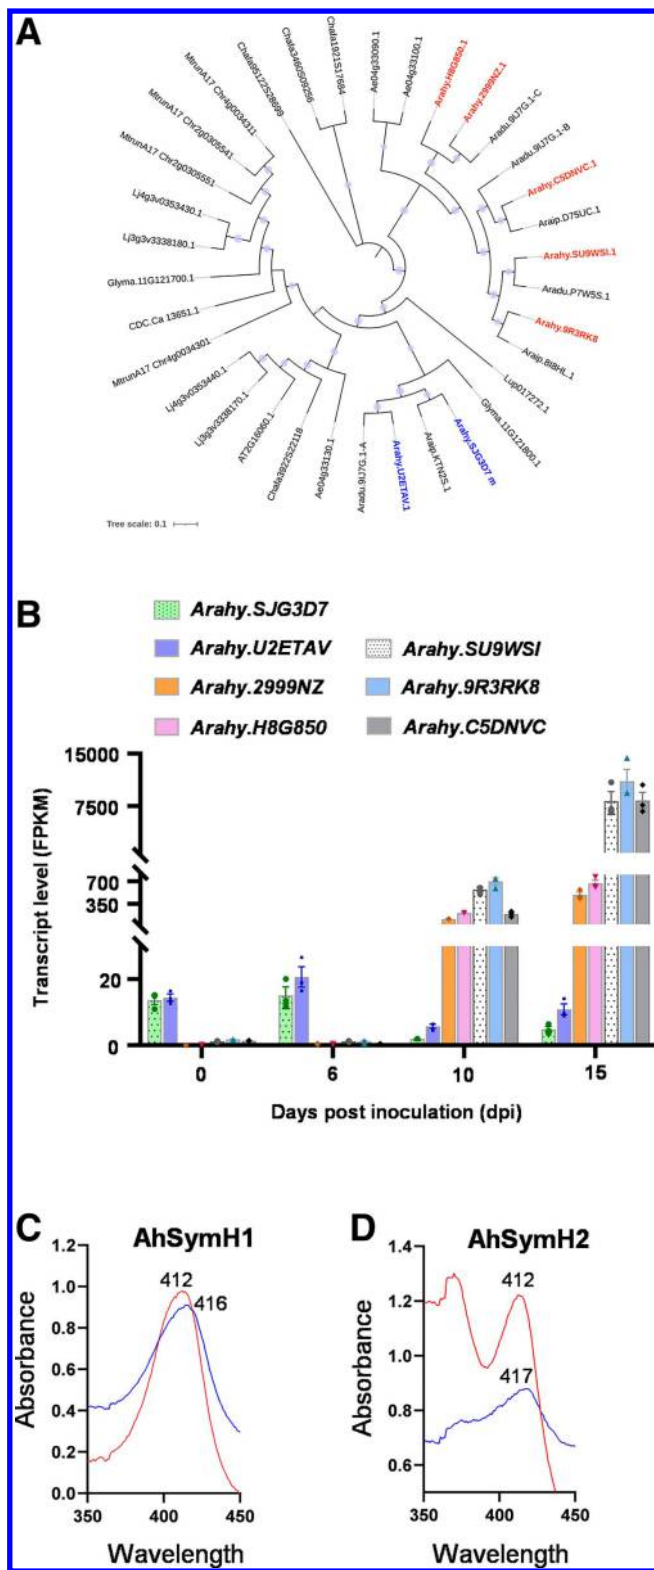 A
Chafa95122S28699
Chafa3460S09256
Chafa1921S17684
Ae04g33090.1
Ae04g33100.1
Arahy.H8G850.1
Arahy.2999NZ.1
Aradu.9IJ7G.1-C
Aradu.9IJ7G.1-B
Arahy.C5DNVC.1
Araip.D75UC.1
Arahy.SU9WSI.1
Aradu.P7W5S.1
Arahy.9R3RK8
Araip.8I8HL.1
Lup017272.1
Glyma.11G121800.1
Arahy.SJG3D7 m
Araip.KTN2S.1
Arahy.U2ETAV.1
Aradu.9IJ7G.1-A
Ae04g33130.1
Chafa3922S22118
AT2G16060.1
Lj3g3v3338170.1
Lj4g3v0353440.1
MtrunA17 Chr4g0034301
CDC.Ca 13651.1
Glyma.11G121700.1
Lj3g3v3338180.1
Lj4g3v0353430.1
MtrunA17 Chr2g0305551
MtrunA17 Chr2g0305541
MtrunA17 Chr4g0034311
Tree scale: 0.1
B
Arahy.SJG3D7
Arahy.U2ETAV
Arahy.SU9WSI
Arahy.2999NZ
Arahy.9R3RK8
Arahy.H8G850
Arahy.C5DNVC
Transcript level (FPKM)
15000
7500
700
350
20
0
0
6
10
15
Days post inoculation (dpi)
C
AhSymH1
412
416
Absorbance
1.2
1.0
0.8
0.6
0.4
0.2
0.0
350
400
450
Wavelength
D
AhSymH2
412
417
Absorbance
1.4
1.2
1.0
0.8
0.6
350
400
450
Wavelength